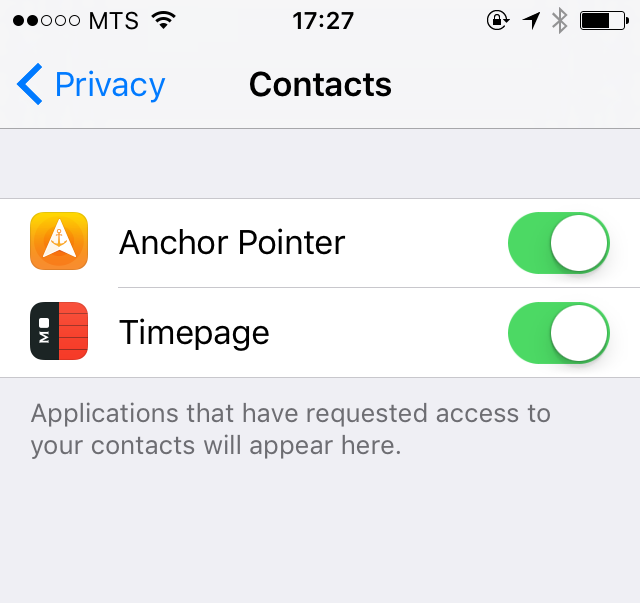 MTS 17:27
Privacy Contacts
Anchor Pointer
M Timepage
Applications that have requested access to
your contacts will appear here.